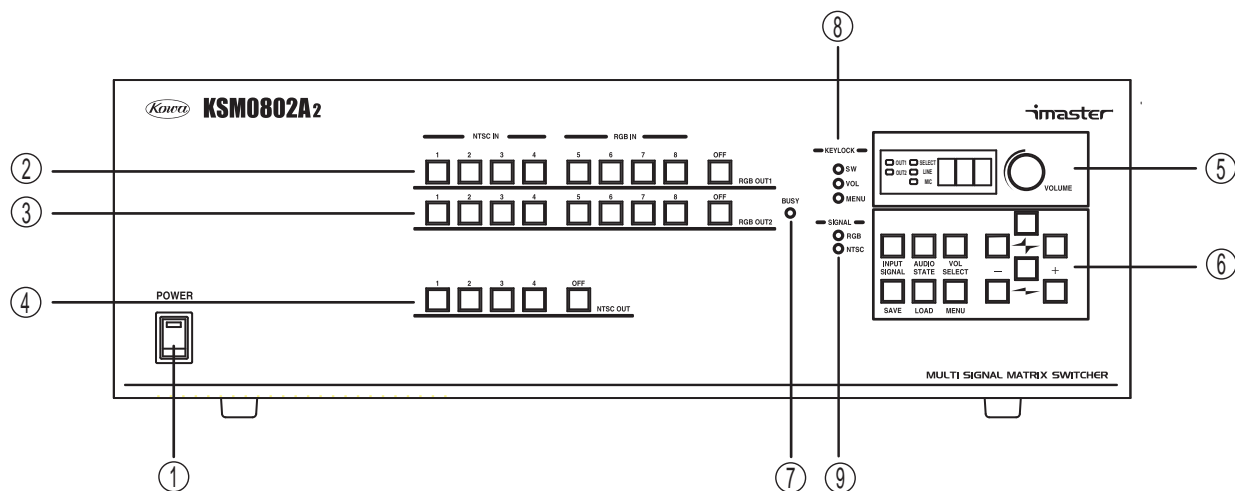 ⑧
Kowa KSM0802A2
imaster
NTSC IN RGB IN
KEYLOCK
② 1 2 3 4 5 6 7 8 OFF
RGB OUT1
SW
VOL
MENU
OUT1 SELECT
OUT2 LINE
MIC
VOLUME
⑤
③ 1 2 3 4 5 6 7 8 OFF
RGB OUT2
BUSY
SIGNAL
RGB
NTSC
INPUT SIGNAL
AUDIO STATE
VOL SELECT
− +
⑥
SAVE LOAD MENU
④ 1 2 3 4 OFF
NTSC OUT
POWER
MULTI SIGNAL MATRIX SWITCHER
① ⑦ ⑨